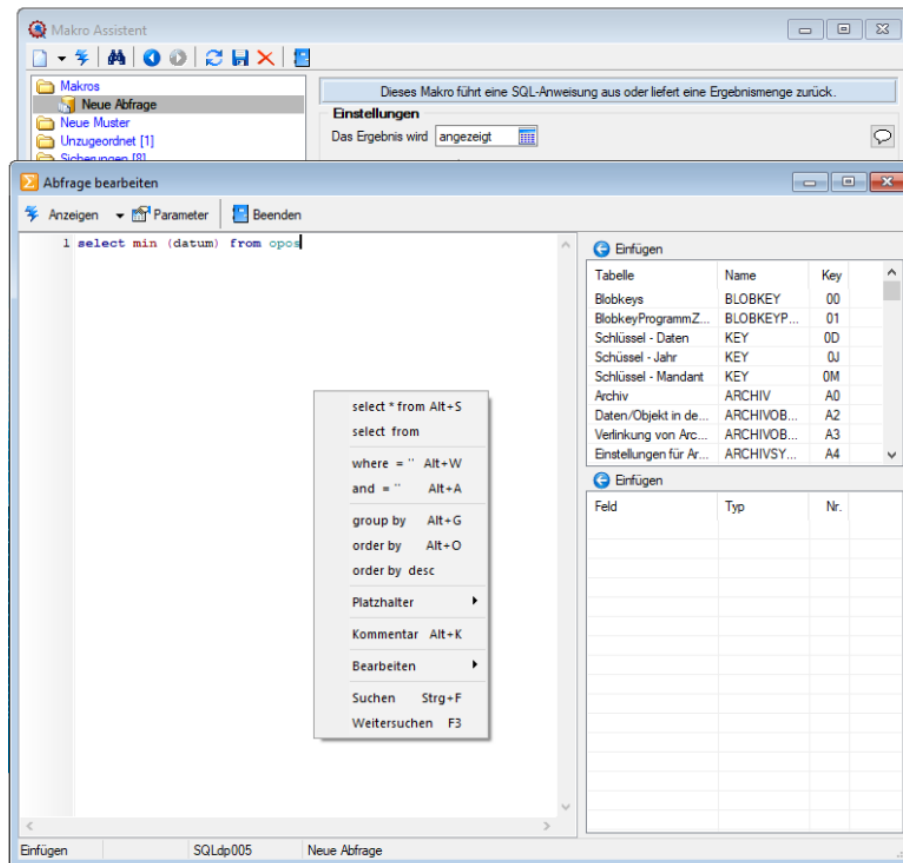 Makro Assistent
Makros
Neue Abfrage
Neue Muster
Unzugeordnet [1]
Sicherungen [8]
Dieses Makro führt eine SQL-Anweisung aus oder liefert eine Ergebnismenge zurück.
Einstellungen
Das Ergebnis wird angezeigt
Abfrage bearbeiten
Anzeigen Parameter Beenden
1 select min (datum) from opos
select * from Alt+S
select from
where = '' Alt+W
and = '' Alt+A
group by Alt+G
order by Alt+O
order by desc
Platzhalter
Kommentar Alt+K
Bearbeiten
Suchen Strg+F
Weitersuchen F3
Einfügen
Tabelle Name Key
Blobkeys BLOBKEY 00
BlobkeyProgrammZ... BLOBKEYP... 01
Schlüssel - Daten KEY 0D
Schüssel - Jahr KEY 0J
Schlüssel - Mandant KEY 0M
Archiv ARCHIV A0
Daten/Objekt in de... ARCHIVOB... A2
Verlinkung von Arc... ARCHIVOB... A3
Einstellungen für Ar... ARCHIVSY... A4
Einfügen
Feld Typ Nr.
Einfügen SQLdp005 Neue Abfrage